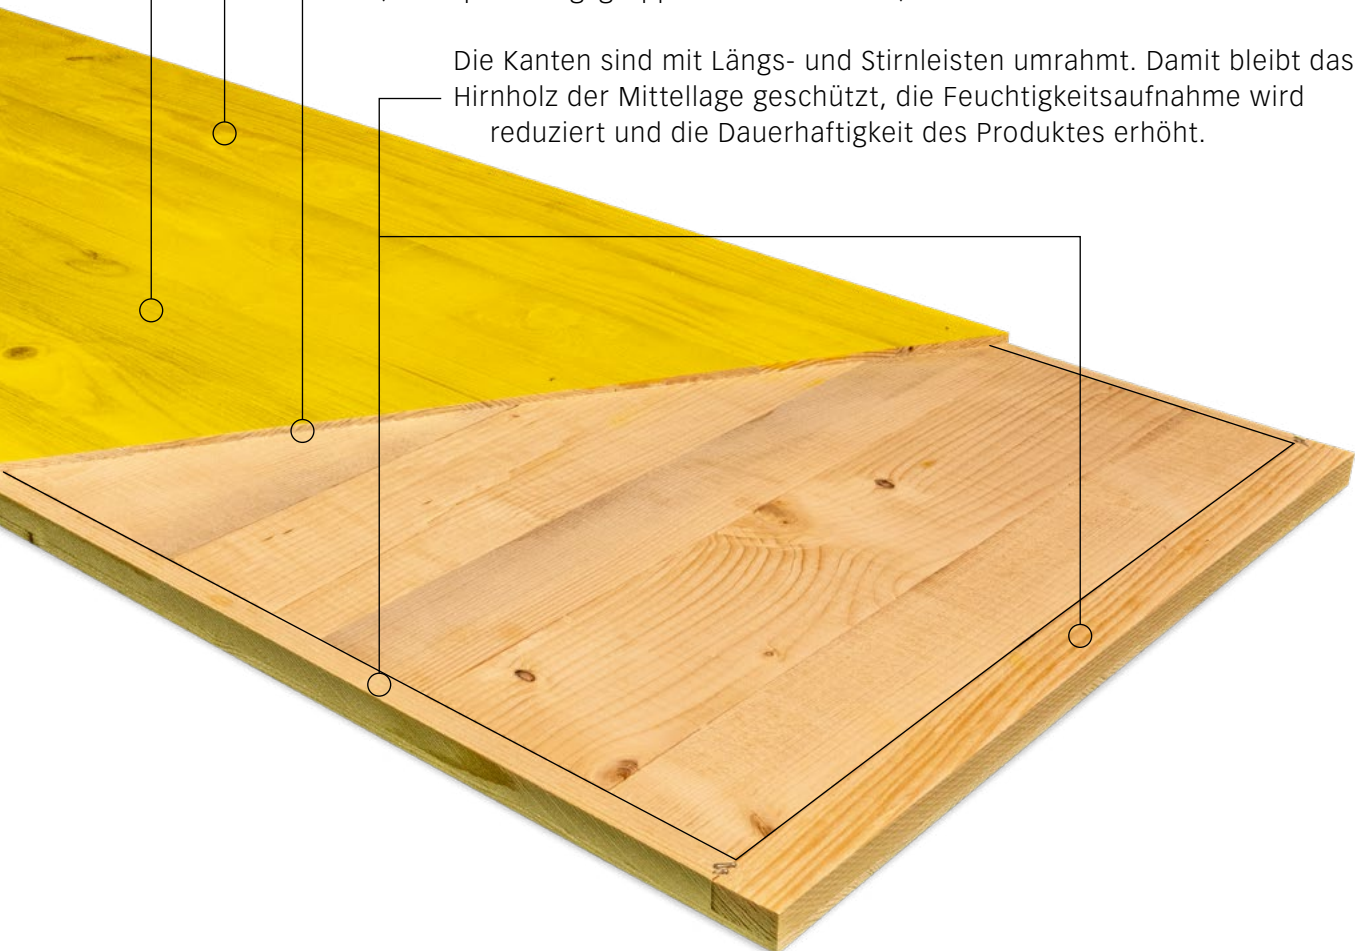 Die Kanten sind mit Längs- und Stirnleisten umrahmt. Damit bleibt das
Hirnholz der Mittellage geschützt, die Feuchtigkeitsaufnahme wird
reduziert und die Dauerhaftigkeit des Produktes erhöht.